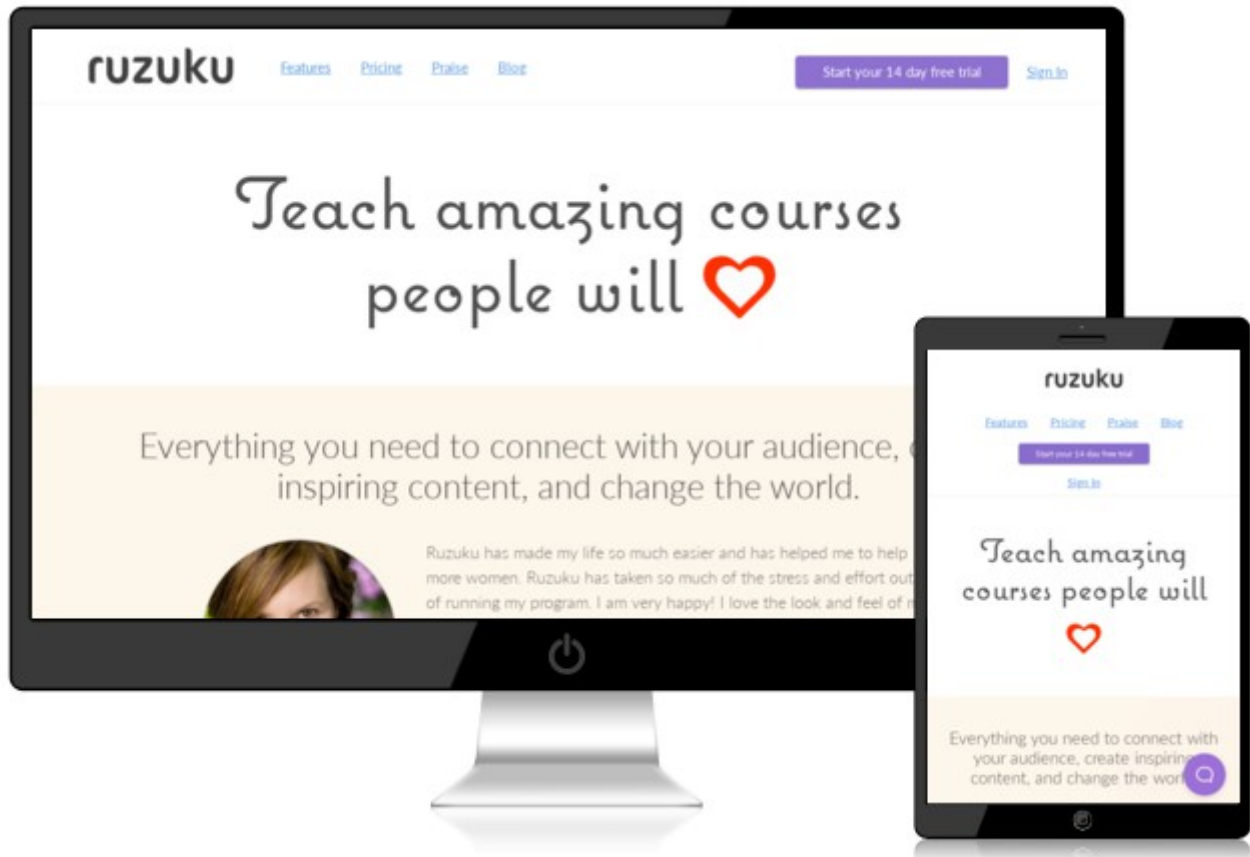 ruzuku
Features Pricing Praise Blog
Start your 14 day free trial
Sign In
Teach amazing courses
people will
Everything you need to connect with your audience,
inspiring content, and change the world.
Ruzuku has made my life so much easier and has helped me to help
more women. Ruzuku has taken so much of the stress and effort out
of running my program. I am very happy! I love the look and feel of
ruzuku
Features Pricing Praise Blog
Start your 14 day free trial
Sign In
Teach amazing
courses people will
Everything you need to connect with
your audience, create inspiring
content, and change the